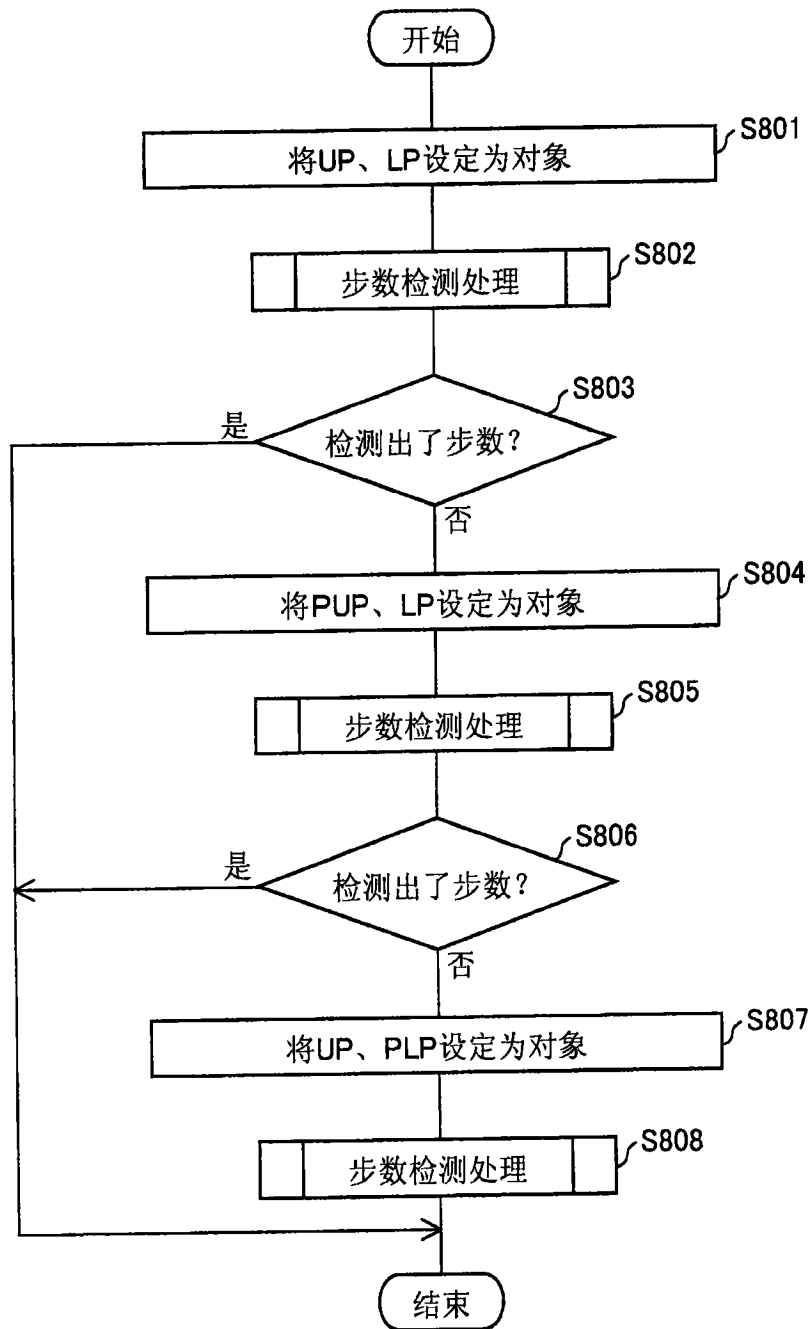 开始
S801
将UP、LP设定为对象
S802
步数检测处理
S803
是
检测出了步数?
否
S804
将PUP、LP设定为对象
S805
步数检测处理
S806
是
检测出了步数?
否
S807
将UP、PLP设定为对象
S808
步数检测处理
结束